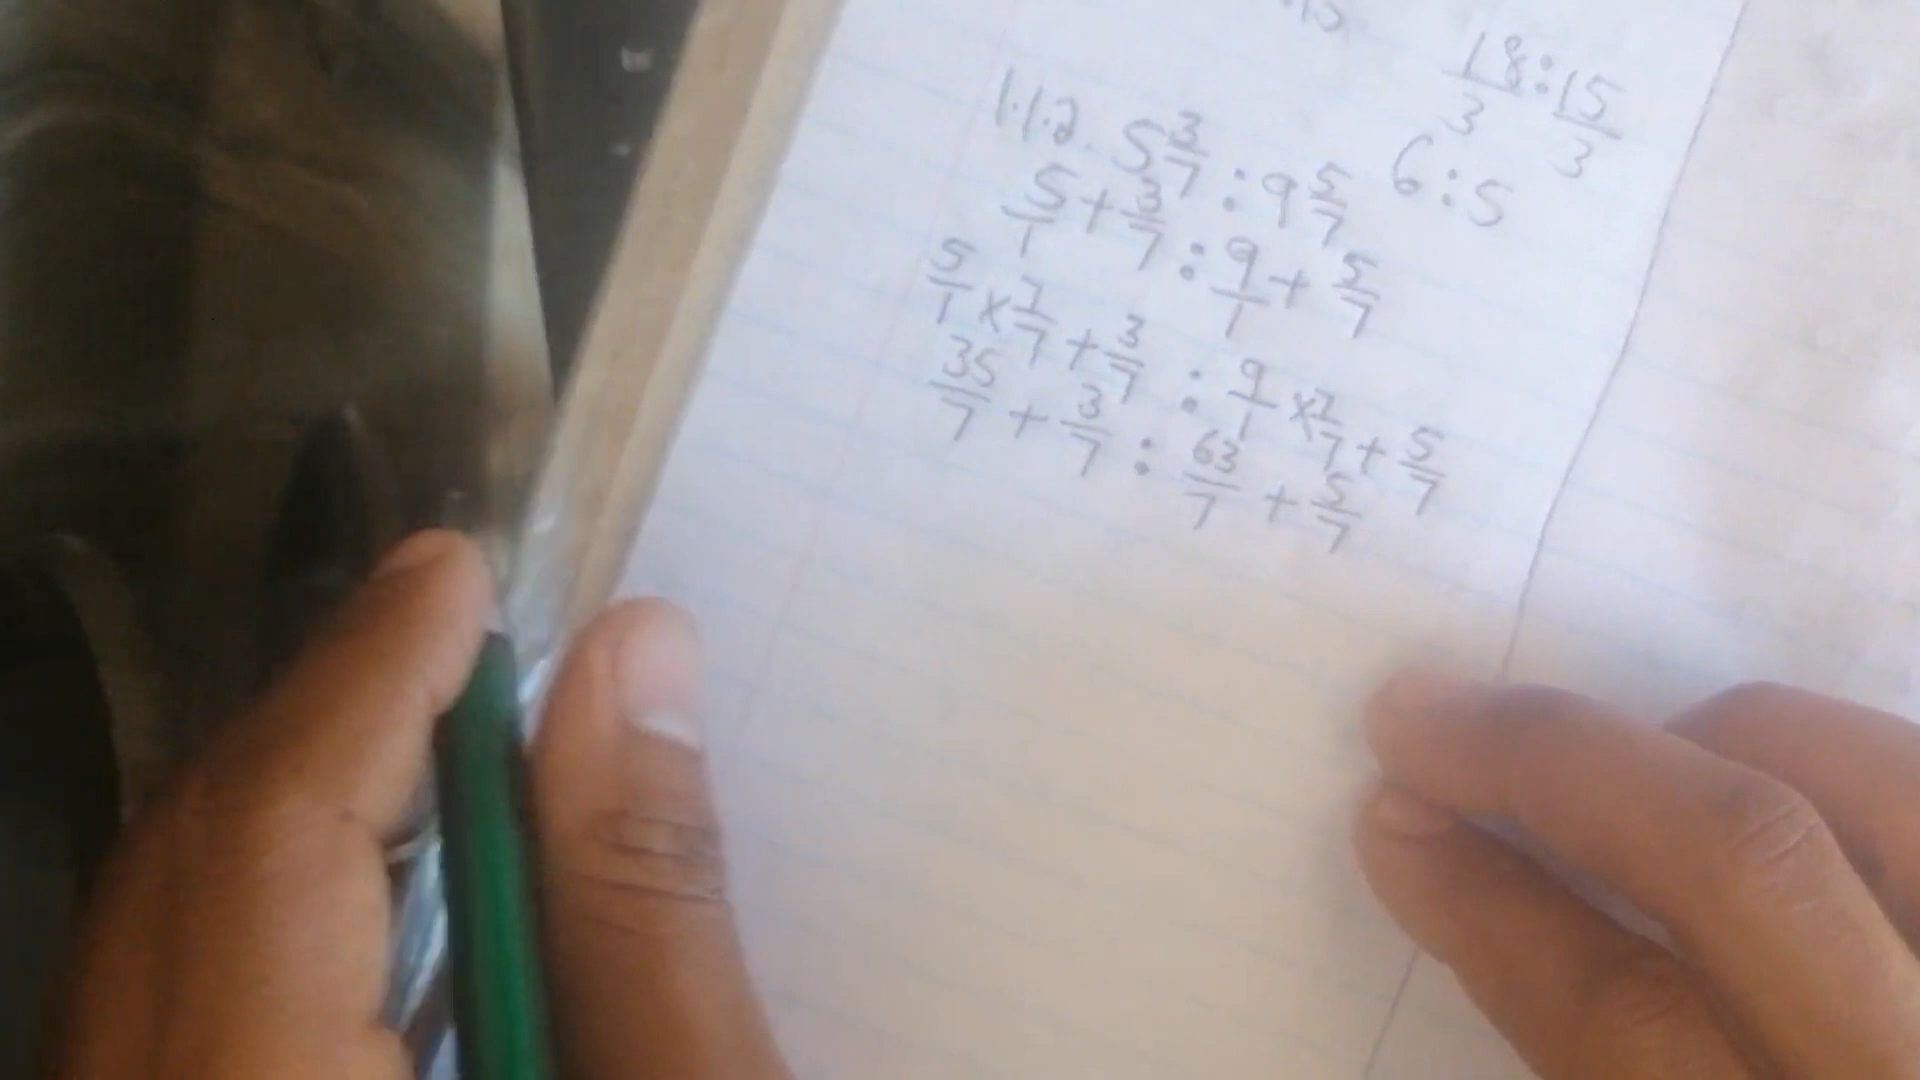 18:15
3 3
6:5
1.1.2. 5 3/7 : 9 5/7
5/1 + 3/7 : 9/1 + 5/7
5/1 × 7/7 + 3/7 : 9/1 × 7/7 + 5/7
35/7 + 3/7 : 63/7 + 5/7